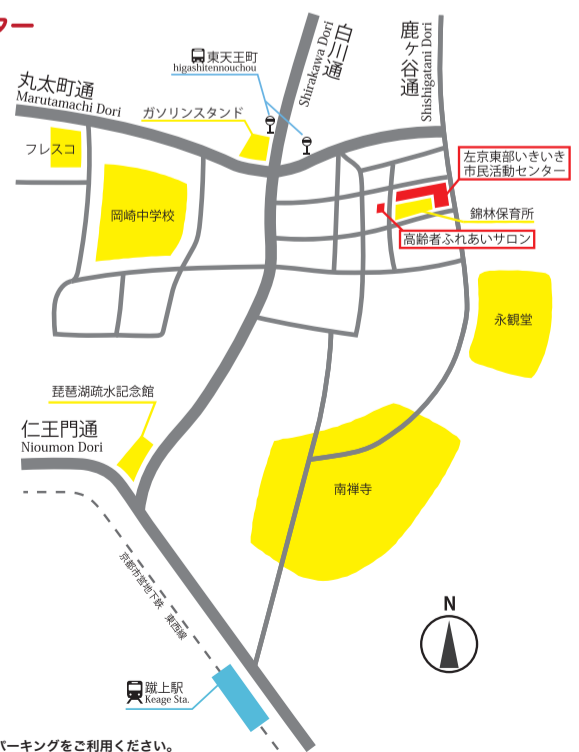 ター
東天王町
higashitennouchou
白川通
Shirakawa Dori
鹿ヶ谷通
Shishigatani Dori
丸太町通
Marutamachi Dori
ガソリンスタンド
フレスコ
左京東部いきいき
市民活動センター
岡崎中学校
錦林保育所
高齢者ふれあいサロン
永観堂
琵琶湖疏水記念館
仁王門通
Nioumon Dori
南禅寺
京都市営地下鉄 東西線
N
蹴上駅
Keage Sta.
パーキングをご利用ください。